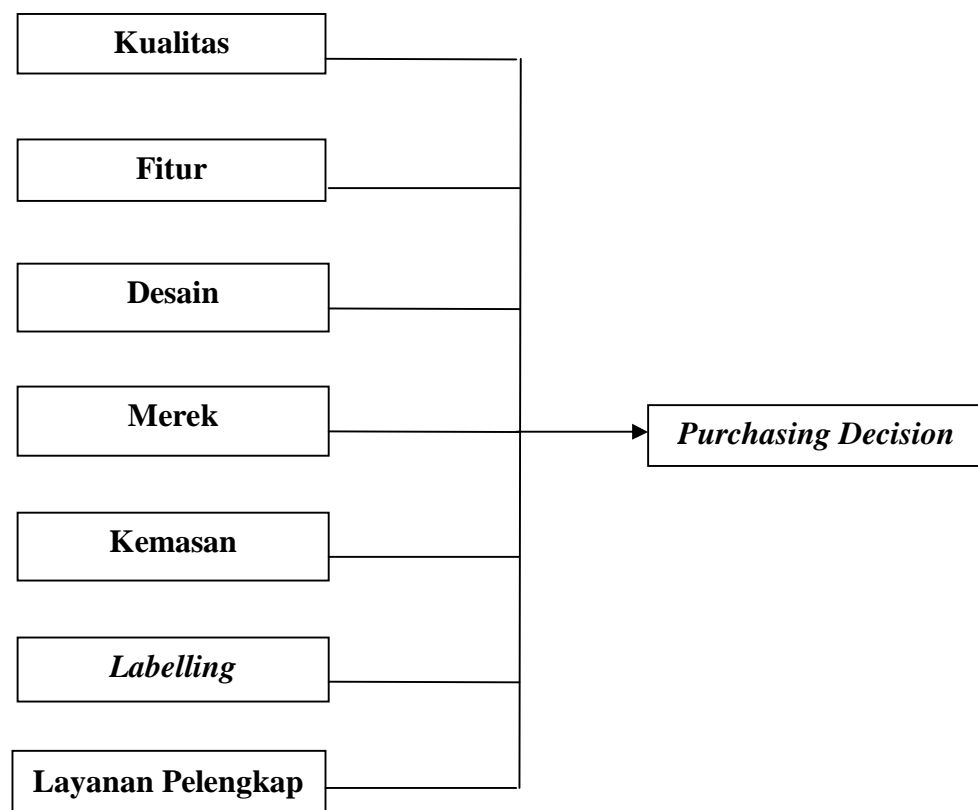 Kualitas
Fitur
Desain
Merek
Purchasing Decision
Kemasan
Labelling
Layanan Pelengkap